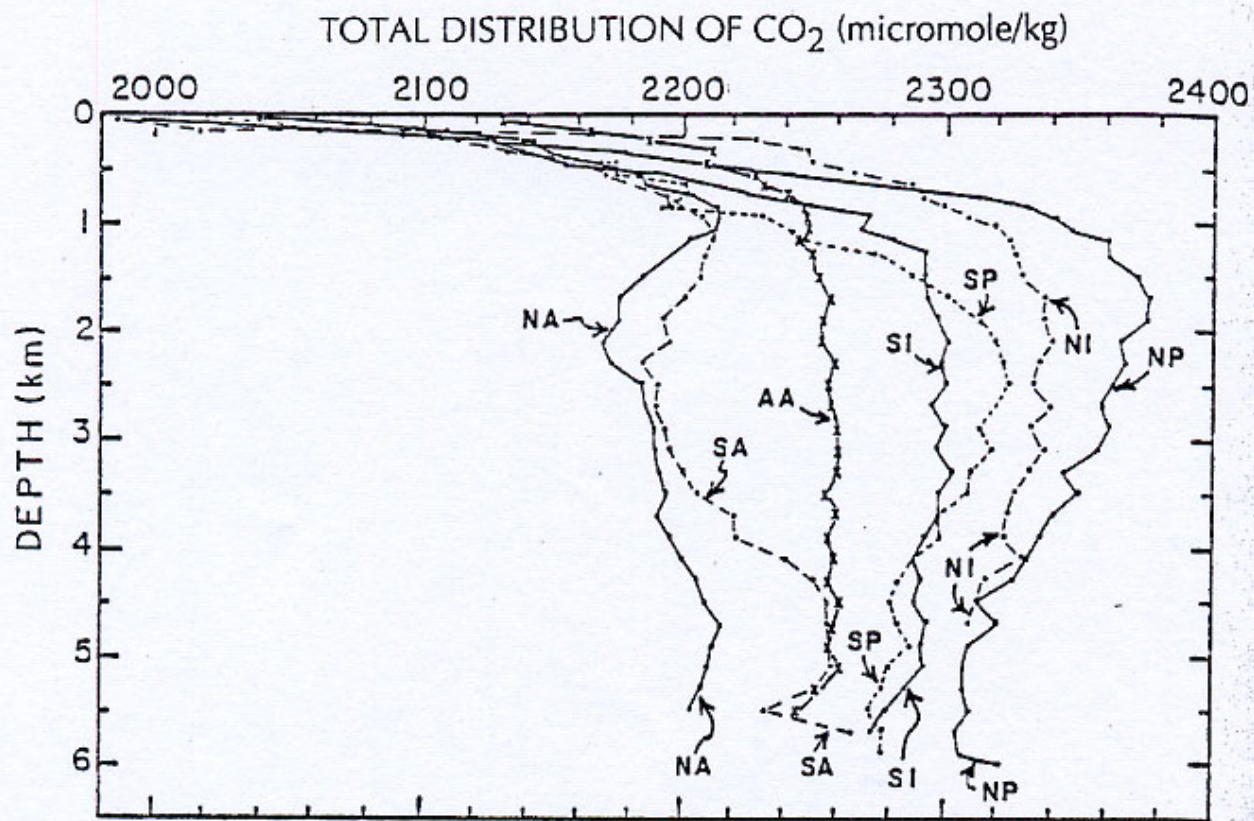 TOTAL DISTRIBUTION OF CO₂ (micromole/kg)
2000 2100 2200 2300 2400
0
1
2
3
4
5
6
DEPTH (km)
SP
NA
SI
NI
NP
AA
SA
NI
SP
NA
SA
SI
NP